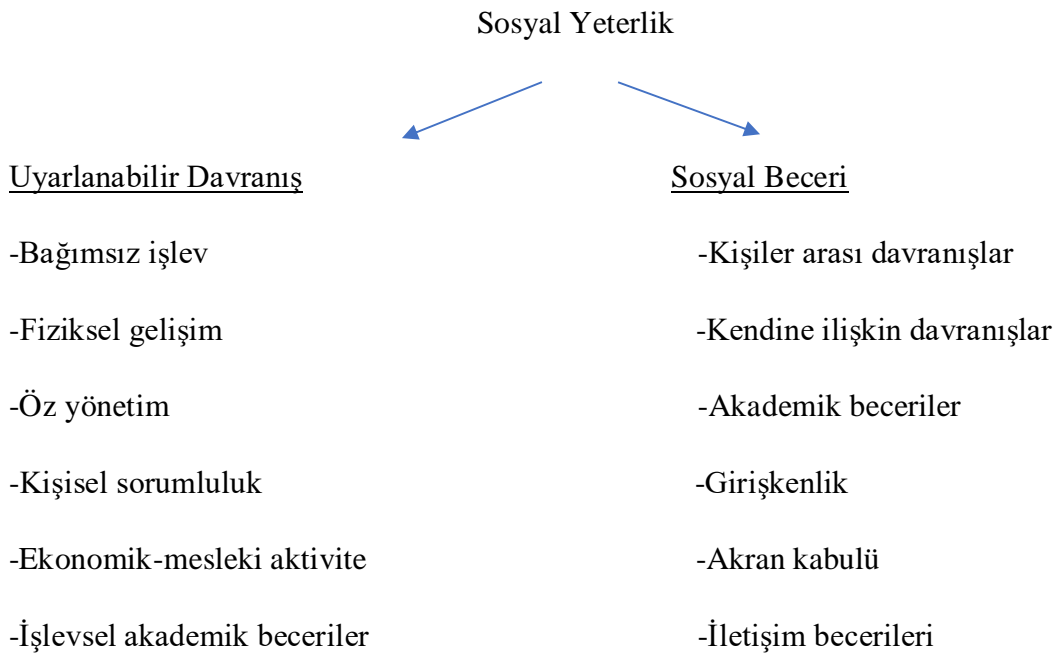 Sosyal Yeterlik
Uyarlanabilir Davranış
Sosyal Beceri
-Bağımsız işlev
-Kişiler arası davranışlar
-Fiziksel gelişim
-Kendine ilişkin davranışlar
-Öz yönetim
-Akademik beceriler
-Kişisel sorumluluk
-Girişkenlik
-Ekonomik-mesleki aktivite
-Akran kabulü
-İşlevsel akademik beceriler
-İletişim becerileri